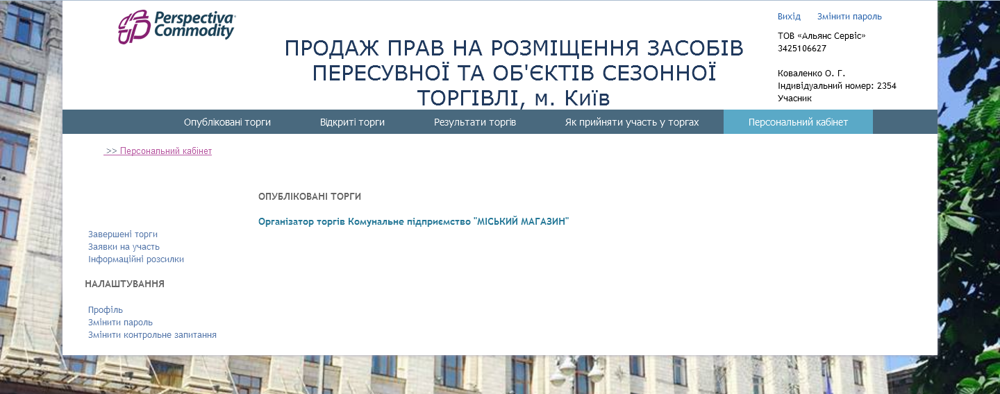 Perspectiva
Commodity
Вихід Змінити пароль
ТОВ «Альянс Сервіс»
3425106627
Коваленко О. Г.
Індивідуальний номер: 2354
Учасник
ПРОДАЖ ПРАВ НА РОЗМІЩЕННЯ ЗАСОБІВ
ПЕРЕСУВНОЇ ТА ОБ'ЄКТІВ СЕЗОННОЇ
ТОРГІВЛІ, м. Київ
Опубліковані торги Відкриті торги Результати торгів Як прийняти участь у торгах Персональний кабінет
>> Персональний кабінет
ОПУБЛІКОВАНІ ТОРГИ
Організатор торгів Комунальне підприємство "МІСЬКИЙ МАГАЗИН"
Завершені торги
Заявки на участь
Інформаційні розсилки
НАЛАШТУВАННЯ
Профіль
Змінити пароль
Змінити контрольне запитання